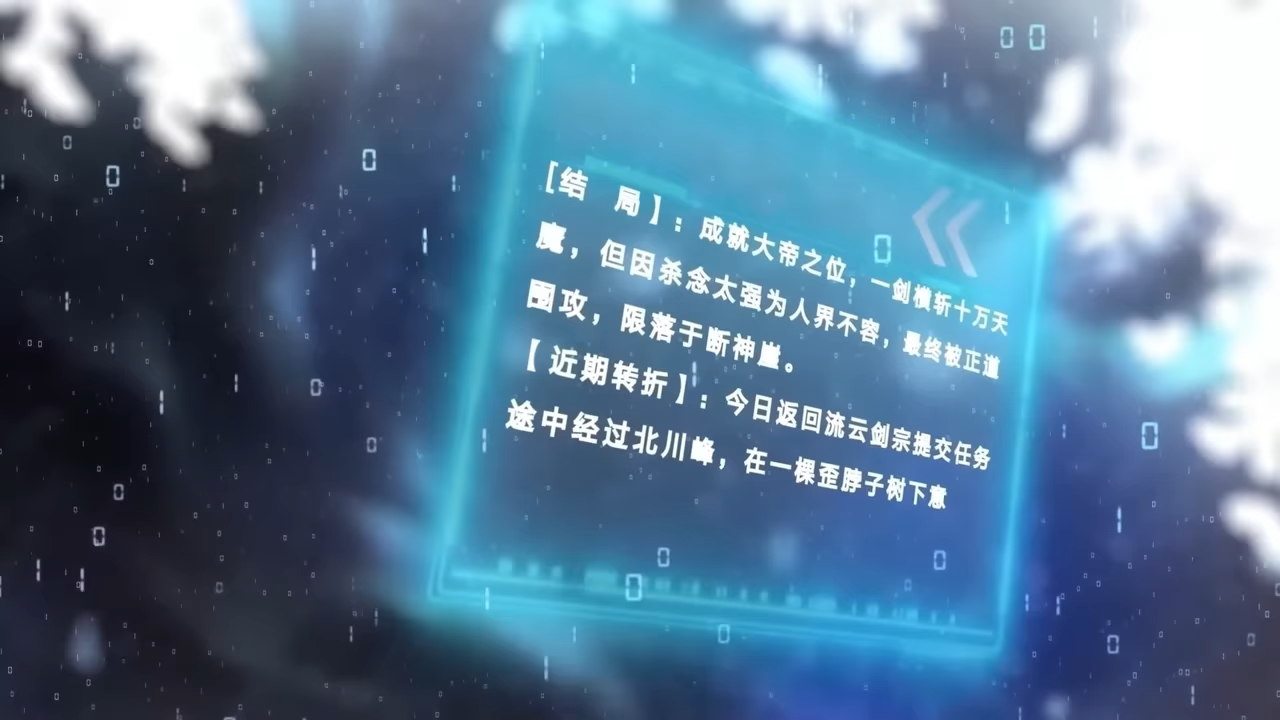 [结 局】：成就大帝之位，一剑横斩十万天
魔，但因杀念太强为人界不容，最终被正道
围攻，限落于断神崖。
【近期转折】：今日返回流云剑宗提交任务
途中经过北川峰，在一棵歪脖子树下意